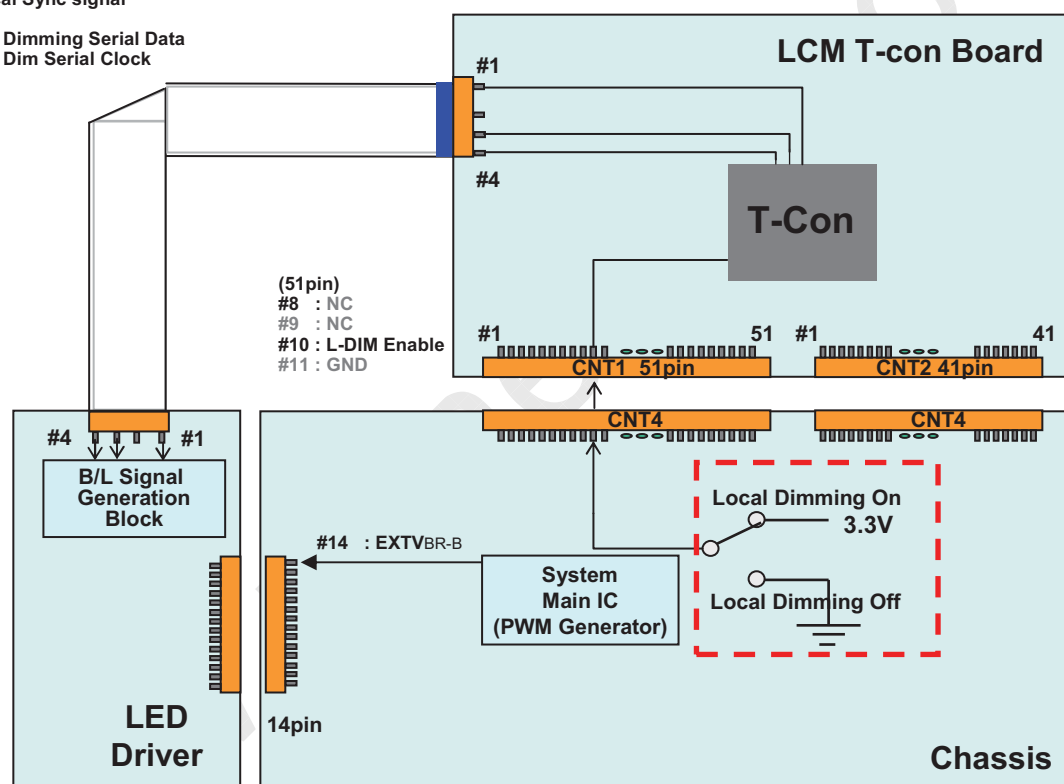 Sync signal
Dimming Serial Data
Dim Serial Clock
LCM T-con Board
#1
#4
T-Con
(51pin)
#8 : NC
#9 : NC
#10 : L-DIM Enable
#11 : GND
#1
51
#1
41
CNT1 51pin
CNT2 41pin
CNT4
CNT4
#4
#1
B/L Signal
Generation
Block
Local Dimming On
3.3V
#14 : EXTVBR-B
System
Main IC
(PWM Generator)
Local Dimming Off
LED
Driver
14pin
Chassis